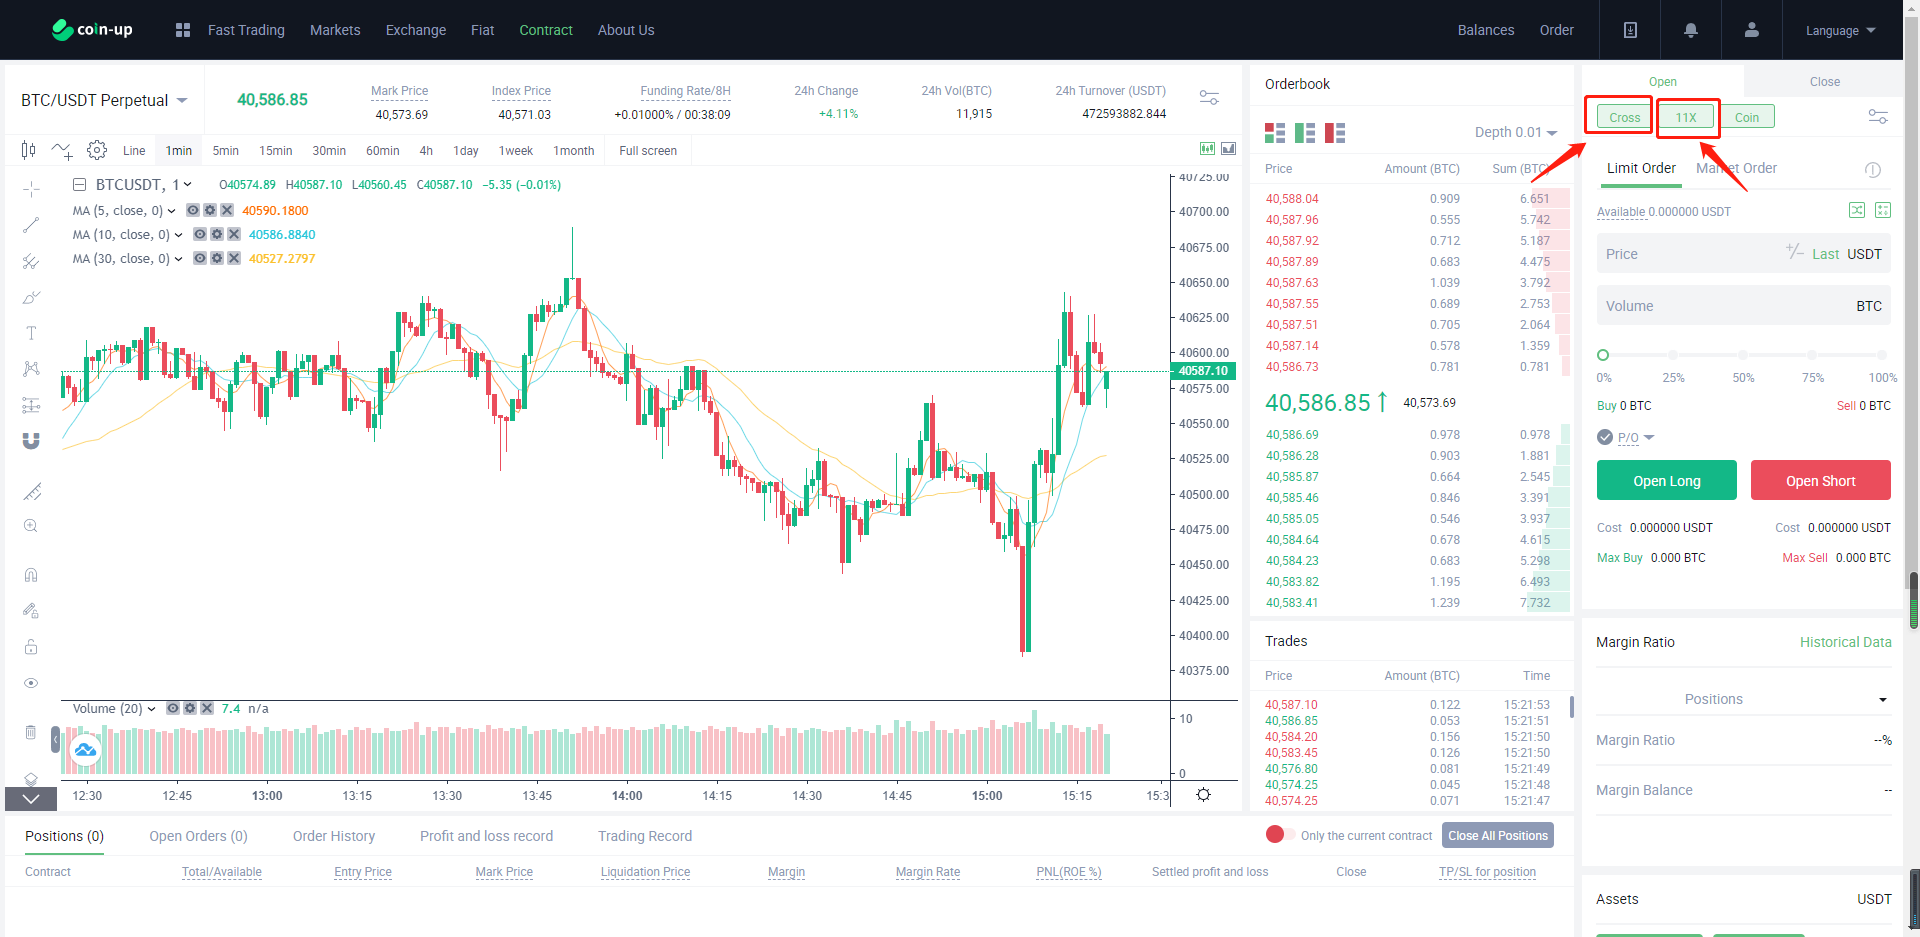 coin-up
Fast Trading
Markets
Exchange
Fiat
Contract
About Us
Balances
Order
Language
BTC/USDT Perpetual
40,586.85
Mark Price
40,573.69
Index Price
40,571.03
Funding Rate/8H
+0.01000% / 00:38:09
24h Change
+4.11%
24h Vol(BTC)
11,915
24h Turnover (USDT)
472593882.844
Line
1min
5min
15min
30min
60min
4h
1day
1week
1month
Full screen
BTCUSDT, 1
O40574.89 H40587.10 L40560.45 C40587.10 −5.35 (−0.01%)
MA (5, close, 0) 40590.1800
MA (10, close, 0) 40586.8840
MA (30, close, 0) 40527.2797
40725.00
40700.00
40675.00
40650.00
40625.00
40600.00
40587.10
40575.00
40550.00
40525.00
40500.00
40475.00
40450.00
40425.00
40400.00
40375.00
Volume (20) 7.4 n/a
10
0
12:30 12:45 13:00 13:15 13:30 13:45 14:00 14:15 14:30 14:45 15:00 15:15 15:3
Orderbook
Depth 0.01
Price Amount (BTC) Sum (BTC)
40,588.04 0.909 6.651
40,587.96 0.555 5.742
40,587.92 0.712 5.187
40,587.89 0.683 4.475
40,587.63 1.039 3.792
40,587.55 0.689 2.753
40,587.51 0.705 2.064
40,587.14 0.578 1.359
40,586.73 0.781 0.781
40,586.85 40,573.69
40,586.69 0.978 0.978
40,586.28 0.903 1.881
40,585.87 0.664 2.545
40,585.46 0.846 3.391
40,585.05 0.546 3.937
40,584.64 0.678 4.615
40,584.23 0.683 5.298
40,583.82 1.195 6.493
40,583.41 1.239 7.732
Trades
Price Amount (BTC) Time
40,587.10 0.122 15:21:53
40,586.85 0.053 15:21:51
40,584.20 0.156 15:21:50
40,583.45 0.126 15:21:50
40,576.80 0.081 15:21:49
40,574.25 0.045 15:21:48
40,574.25 0.071 15:21:47
Open
Close
Cross
11X
Coin
Limit Order
Market Order
Available 0.000000 USDT
Price +/− Last USDT
Volume BTC
0% 25% 50% 75% 100%
Buy 0 BTC Sell 0 BTC
P/O
Open Long
Open Short
Cost 0.000000 USDT Cost 0.000000 USDT
Max Buy 0.000 BTC Max Sell 0.000 BTC
Margin Ratio Historical Data
Positions
Margin Ratio --%
Margin Balance --
Assets USDT
Positions (0)
Open Orders (0)
Order History
Profit and loss record
Trading Record
Only the current contract
Close All Positions
Contract
Total/Available
Entry Price
Mark Price
Liquidation Price
Margin
Margin Rate
PNL(ROE %)
Settled profit and loss
Close
TP/SL for position